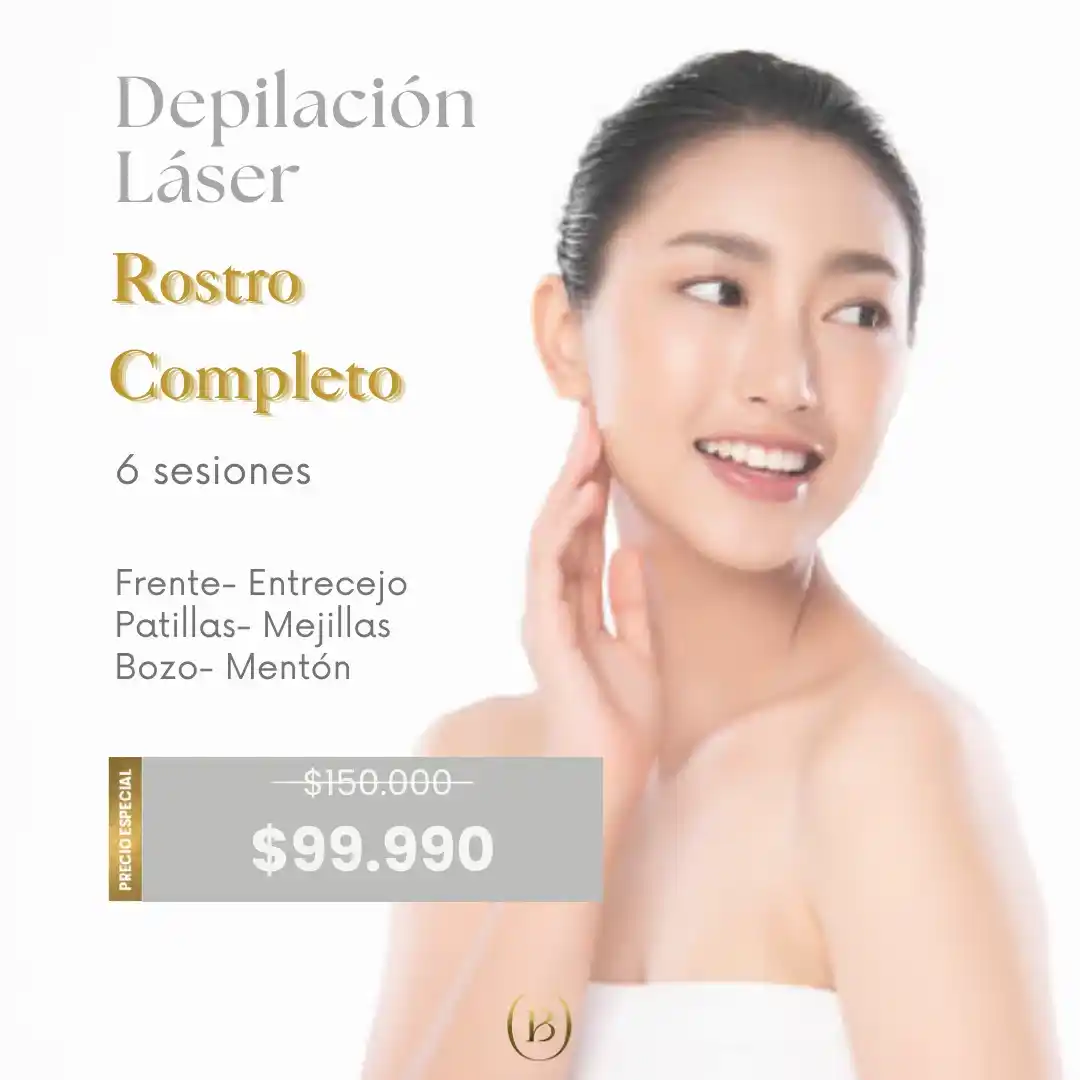 Depilación
Láser
Rostro
Completo
6 sesiones
Frente- Entrecejo
Patillas- Mejillas
Bozo- Mentón
PRECIO ESPECIAL
$150.000
$99.990
B